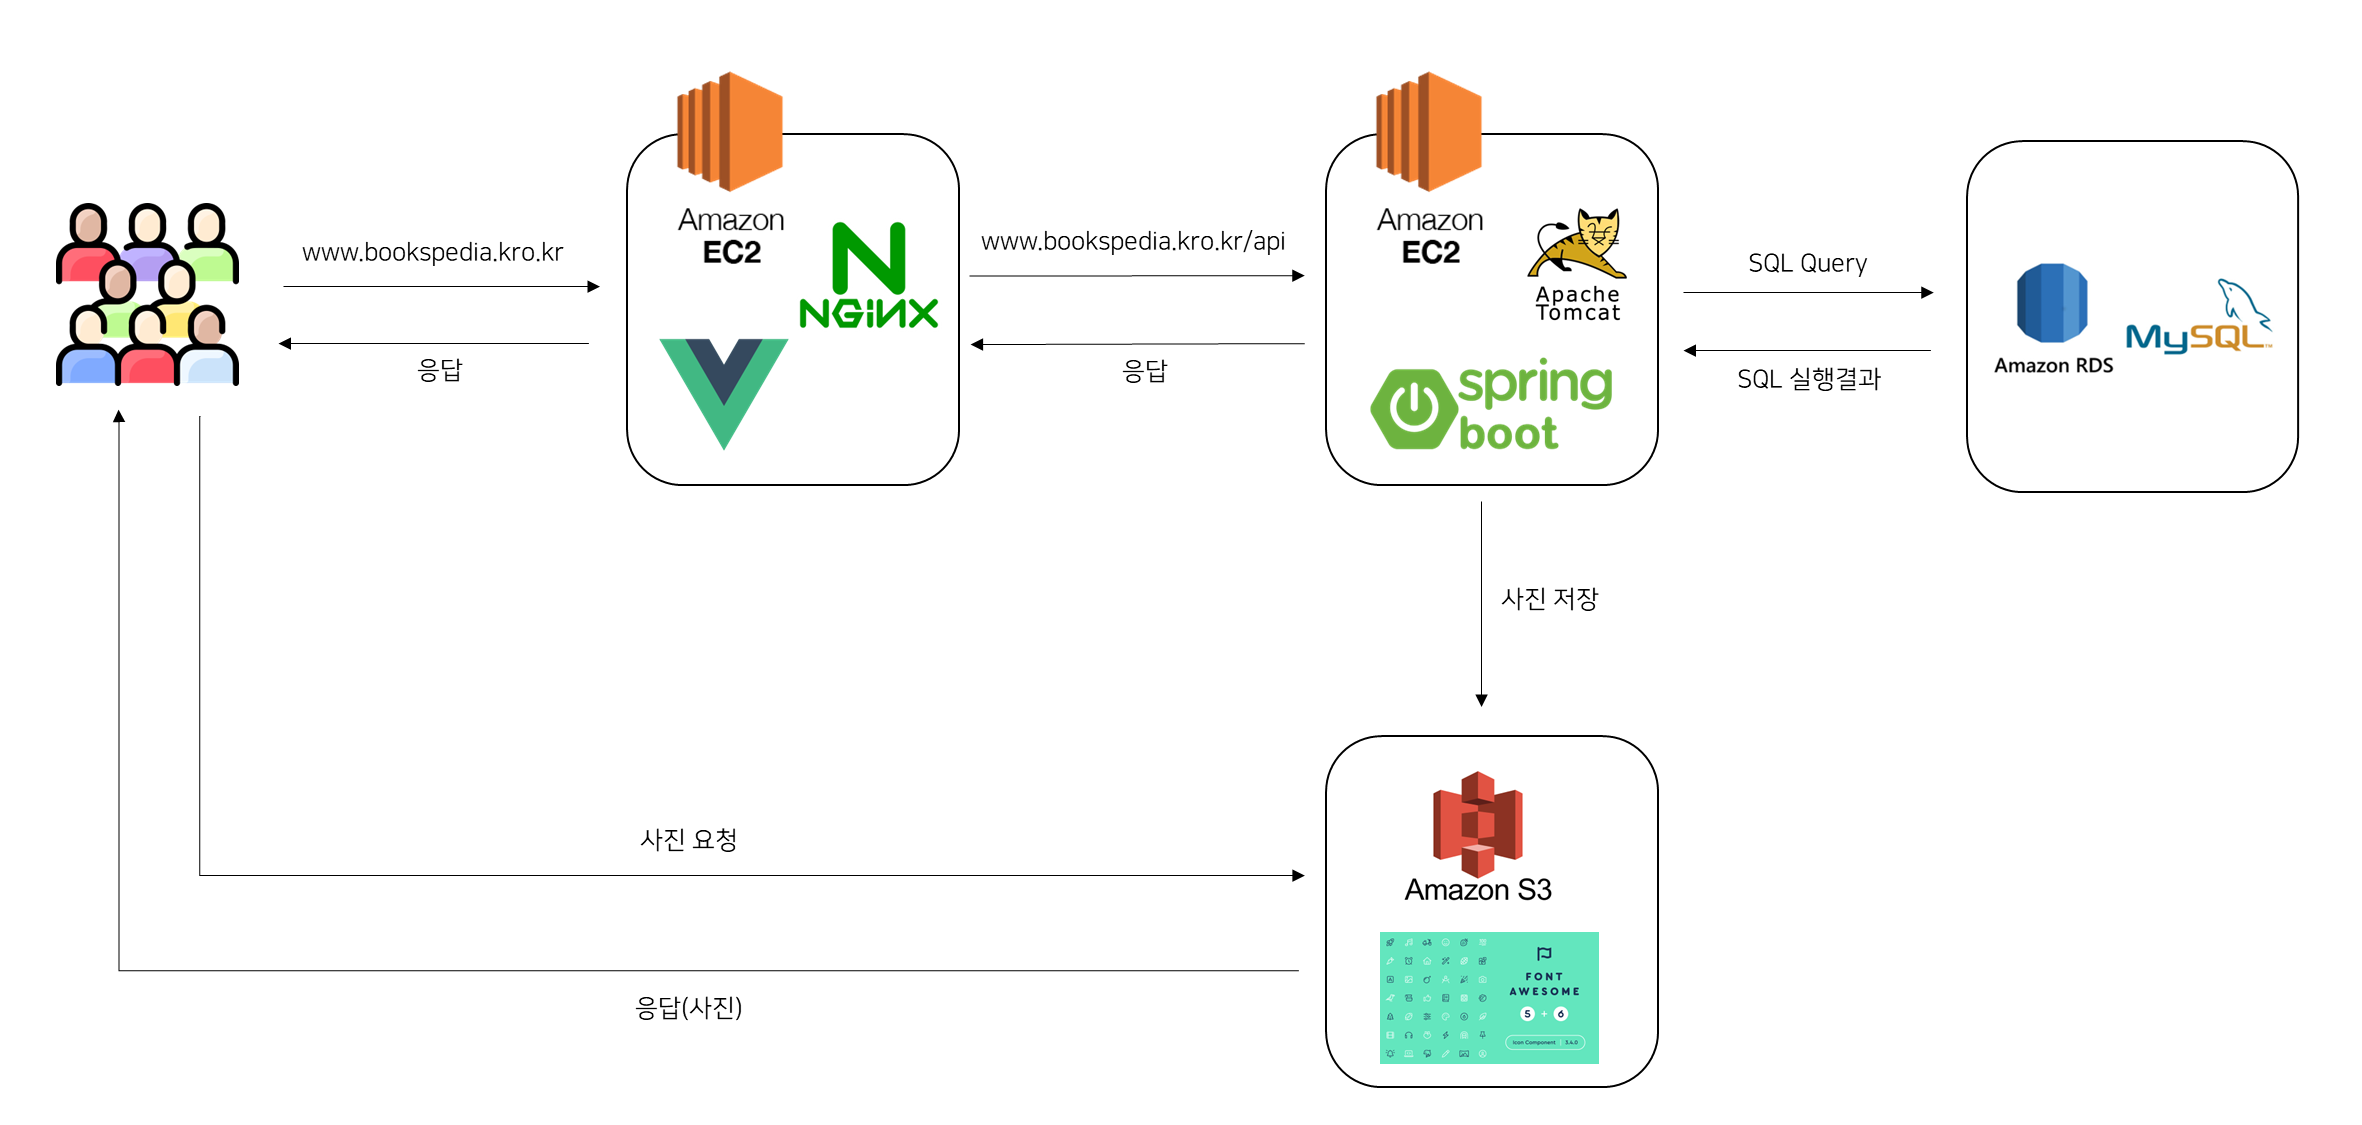 www.bookspedia.kro.kr
응답
Amazon
EC2
NGiNX
www.bookspedia.kro.kr/api
응답
Amazon
EC2
Apache
Tomcat
spring
boot
SQL Query
SQL 실행결과
Amazon RDS
MySQL™
사진 저장
사진 요청
응답(사진)
Amazon S3
FONT
AWESOME
5 + 6
Icon Component | 3.4.0